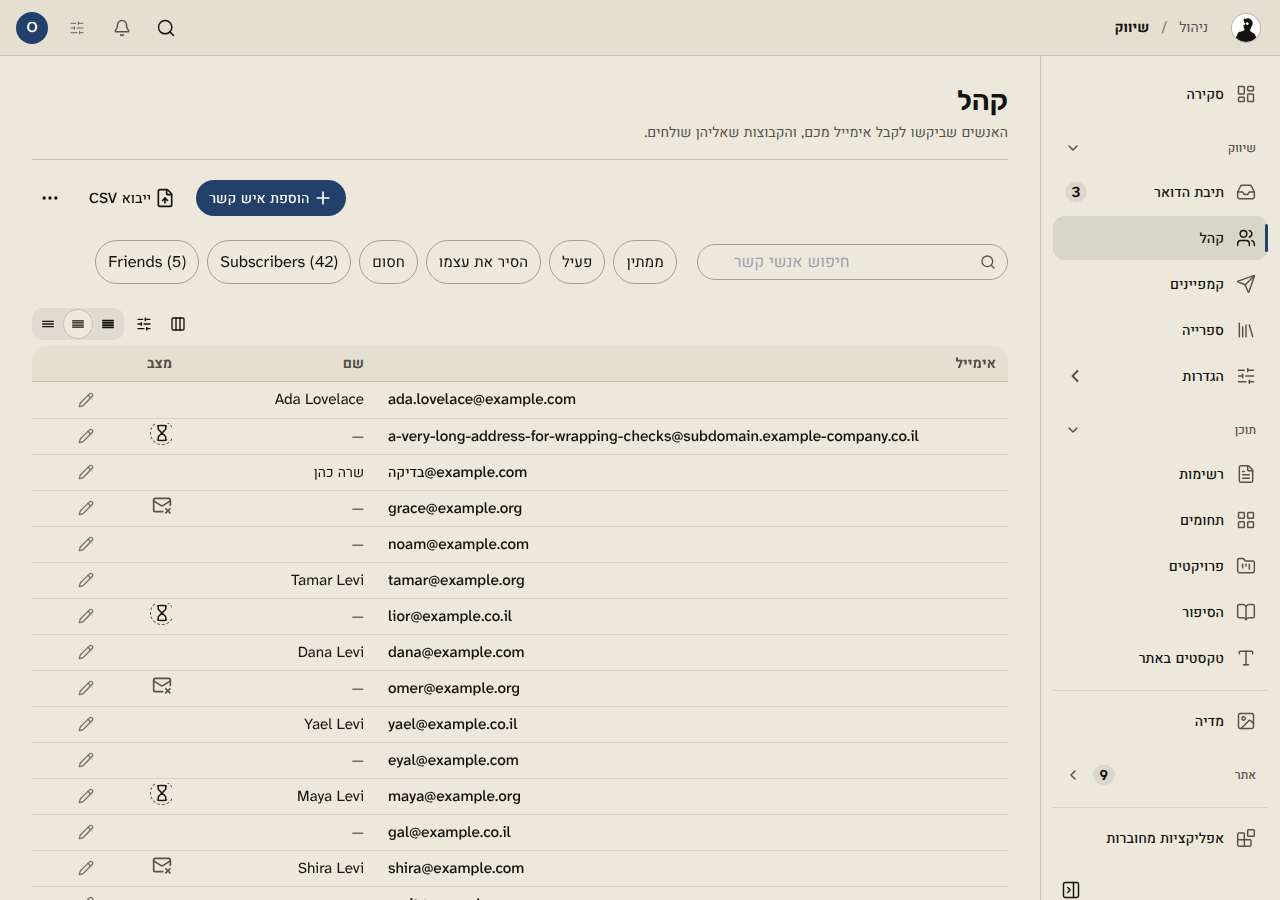 ניהול / שיווק
O
סקירה
שיווק
תיבת הדואר 3
קהל
קמפיינים
ספרייה
הגדרות
תוכן
רשימות
תחומים
פרויקטים
הסיפור
טקסטים באתר
מדיה
אתר 9
אפליקציות מחוברות
קהל
האנשים שביקשו לקבל אימייל מכם, והקבוצות שאליהן שולחים.
הוספת איש קשר ייבוא CSV
חיפוש אנשי קשר ממתין פעיל הסיר את עצמו חסום Subscribers (42) Friends (5)
אימייל שם מצב
ada.lovelace@example.com Ada Lovelace
a-very-long-address-for-wrapping-checks@subdomain.example-company.co.il —
בדיקה@example.com שרה כהן
grace@example.org —
noam@example.com —
tamar@example.org Tamar Levi
lior@example.co.il —
dana@example.com Dana Levi
omer@example.org —
yael@example.co.il Yael Levi
eyal@example.com —
maya@example.org Maya Levi
gal@example.co.il —
shira@example.com Shira Levi